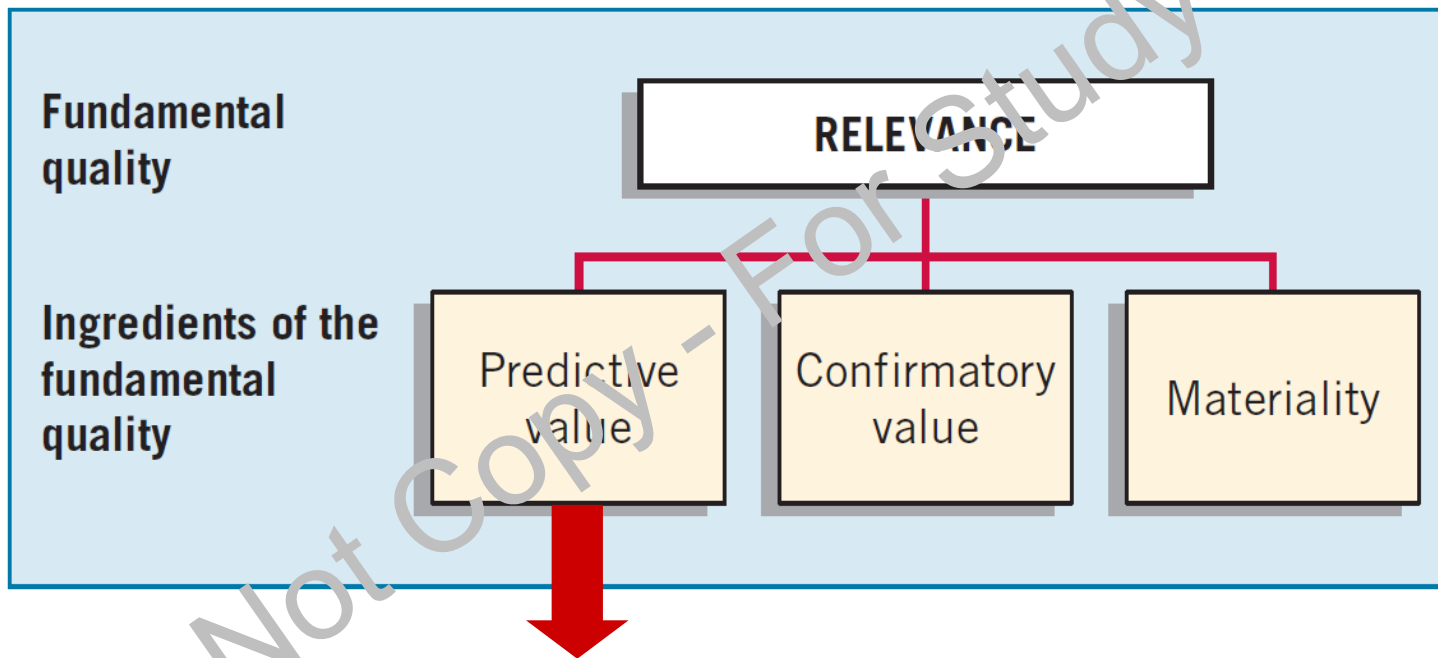 Fundamental
quality
RELEVANCE
Ingredients of the
fundamental
quality
Predictive
value
Confirmatory
value
Materiality
Not Copy - For Study